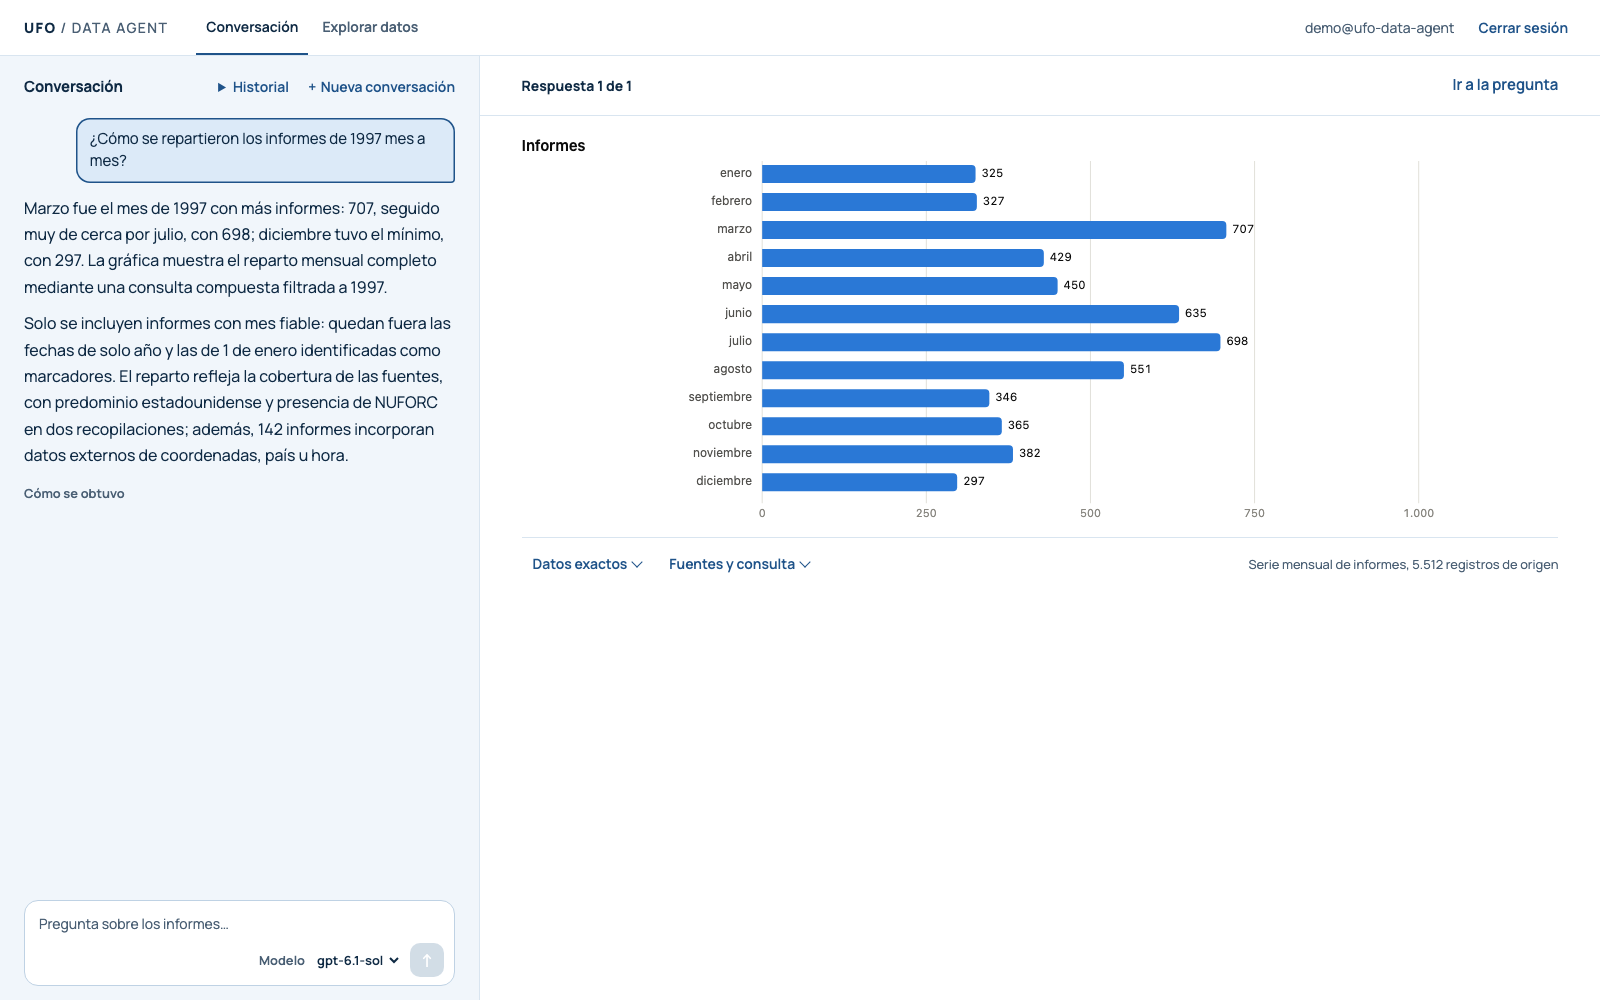 UFO / DATA AGENT
Conversación
Explorar datos
demo@ufo-data-agent
Cerrar sesión
Conversación
▶ Historial
+ Nueva conversación
¿Cómo se repartieron los informes de 1997 mes a
mes?
Marzo fue el mes de 1997 con más informes: 707, seguido
muy de cerca por julio, con 698; diciembre tuvo el mínimo,
con 297. La gráfica muestra el reparto mensual completo
mediante una consulta compuesta filtrada a 1997.
Solo se incluyen informes con mes fiable: quedan fuera las
fechas de solo año y las de 1 de enero identificadas como
marcadores. El reparto refleja la cobertura de las fuentes,
con predominio estadounidense y presencia de NUFORC
en dos recopilaciones; además, 142 informes incorporan
datos externos de coordenadas, país u hora.
Cómo se obtuvo
Pregunta sobre los informes…
Modelo gpt-6.1-sol
Respuesta 1 de 1
Ir a la pregunta
Informes
enero 325
febrero 327
marzo 707
abril 429
mayo 450
junio 635
julio 698
agosto 551
septiembre 346
octubre 365
noviembre 382
diciembre 297
0 250 500 750 1.000
Datos exactos
Fuentes y consulta
Serie mensual de informes, 5.512 registros de origen